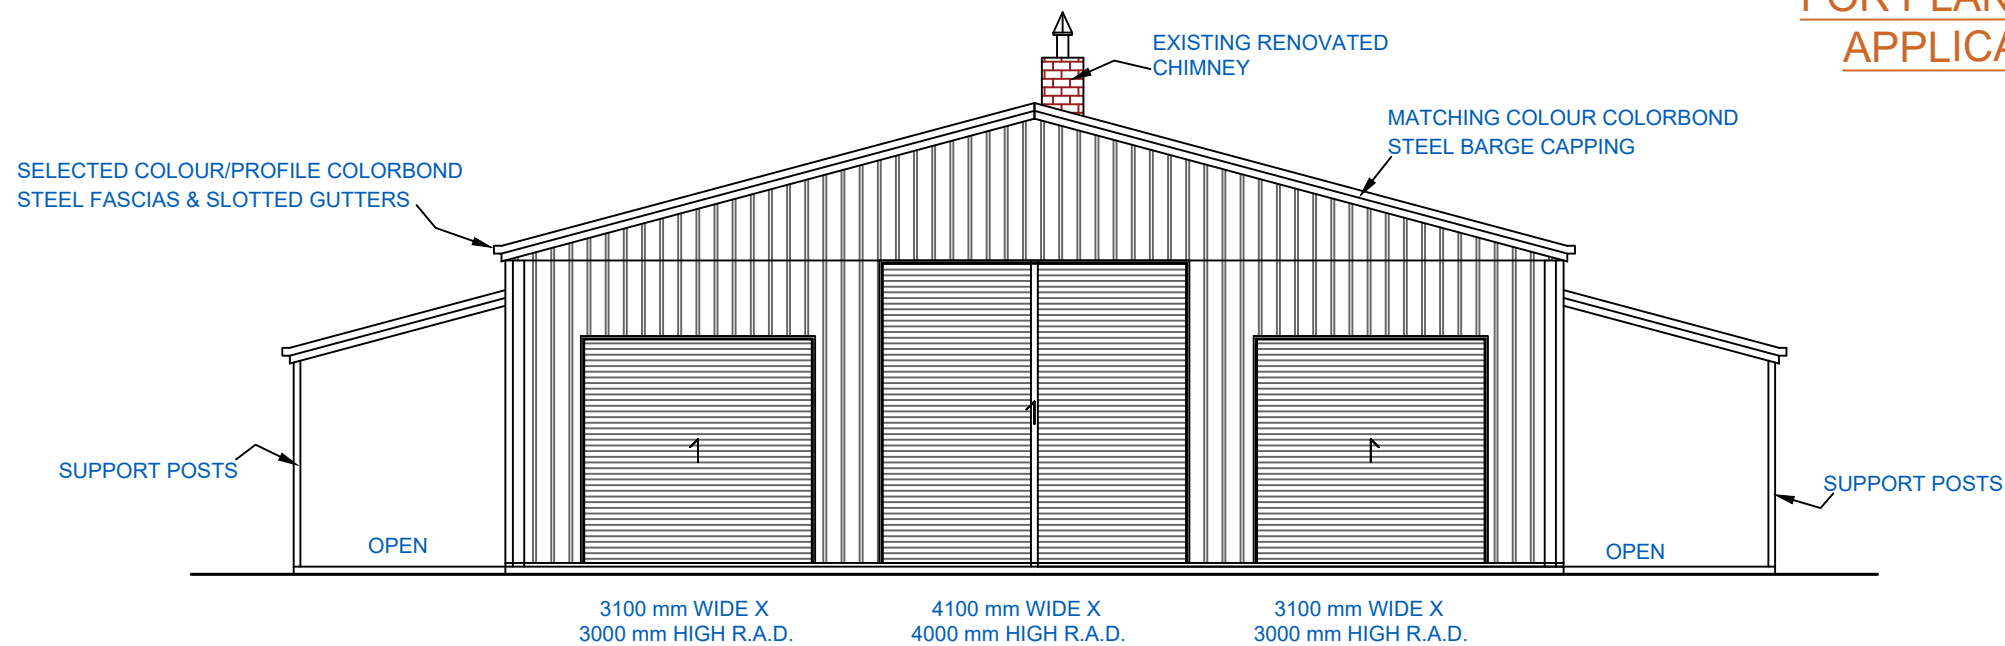 APPLICA
EXISTING RENOVATED
CHIMNEY
MATCHING COLOUR COLORBOND
STEEL BARGE CAPPING
SELECTED COLOUR/PROFILE COLORBOND
STEEL FASCIAS & SLOTTED GUTTERS
SUPPORT POSTS
SUPPORT POSTS
OPEN
OPEN
3100 mm WIDE X
3000 mm HIGH R.A.D.
4100 mm WIDE X
4000 mm HIGH R.A.D.
3100 mm WIDE X
3000 mm HIGH R.A.D.